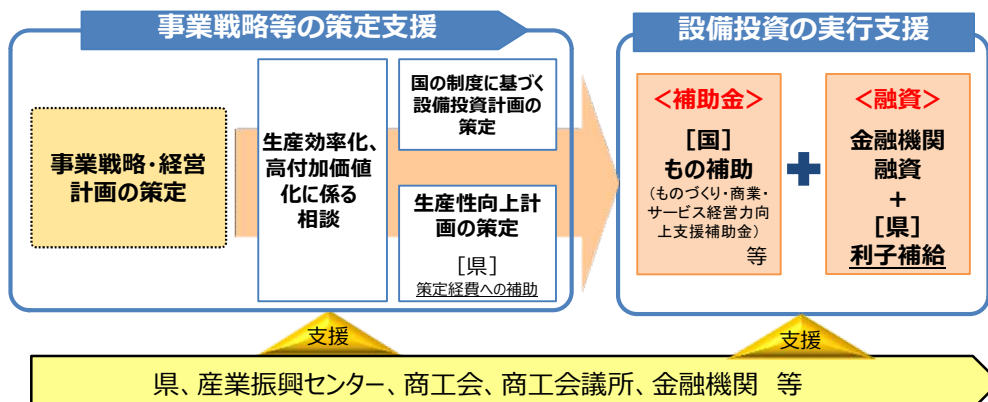 事業戦略等の策定支援
事業戦略・経営
計画の策定
生産効率化、
高付加価値
化に係る
相談
国の制度に基づく
設備投資計画の
策定
生産性向上計
画の策定
［県］
策定経費への補助
設備投資の実行支援
＜補助金＞
［国］
もの補助
（ものづくり・商業・
サービス経営力向
上支援補助金）
等
＜融資＞
金融機関
融資
＋
［県］
利子補給
支援
支援
県、産業振興センター、商工会、商工会議所、金融機関 等